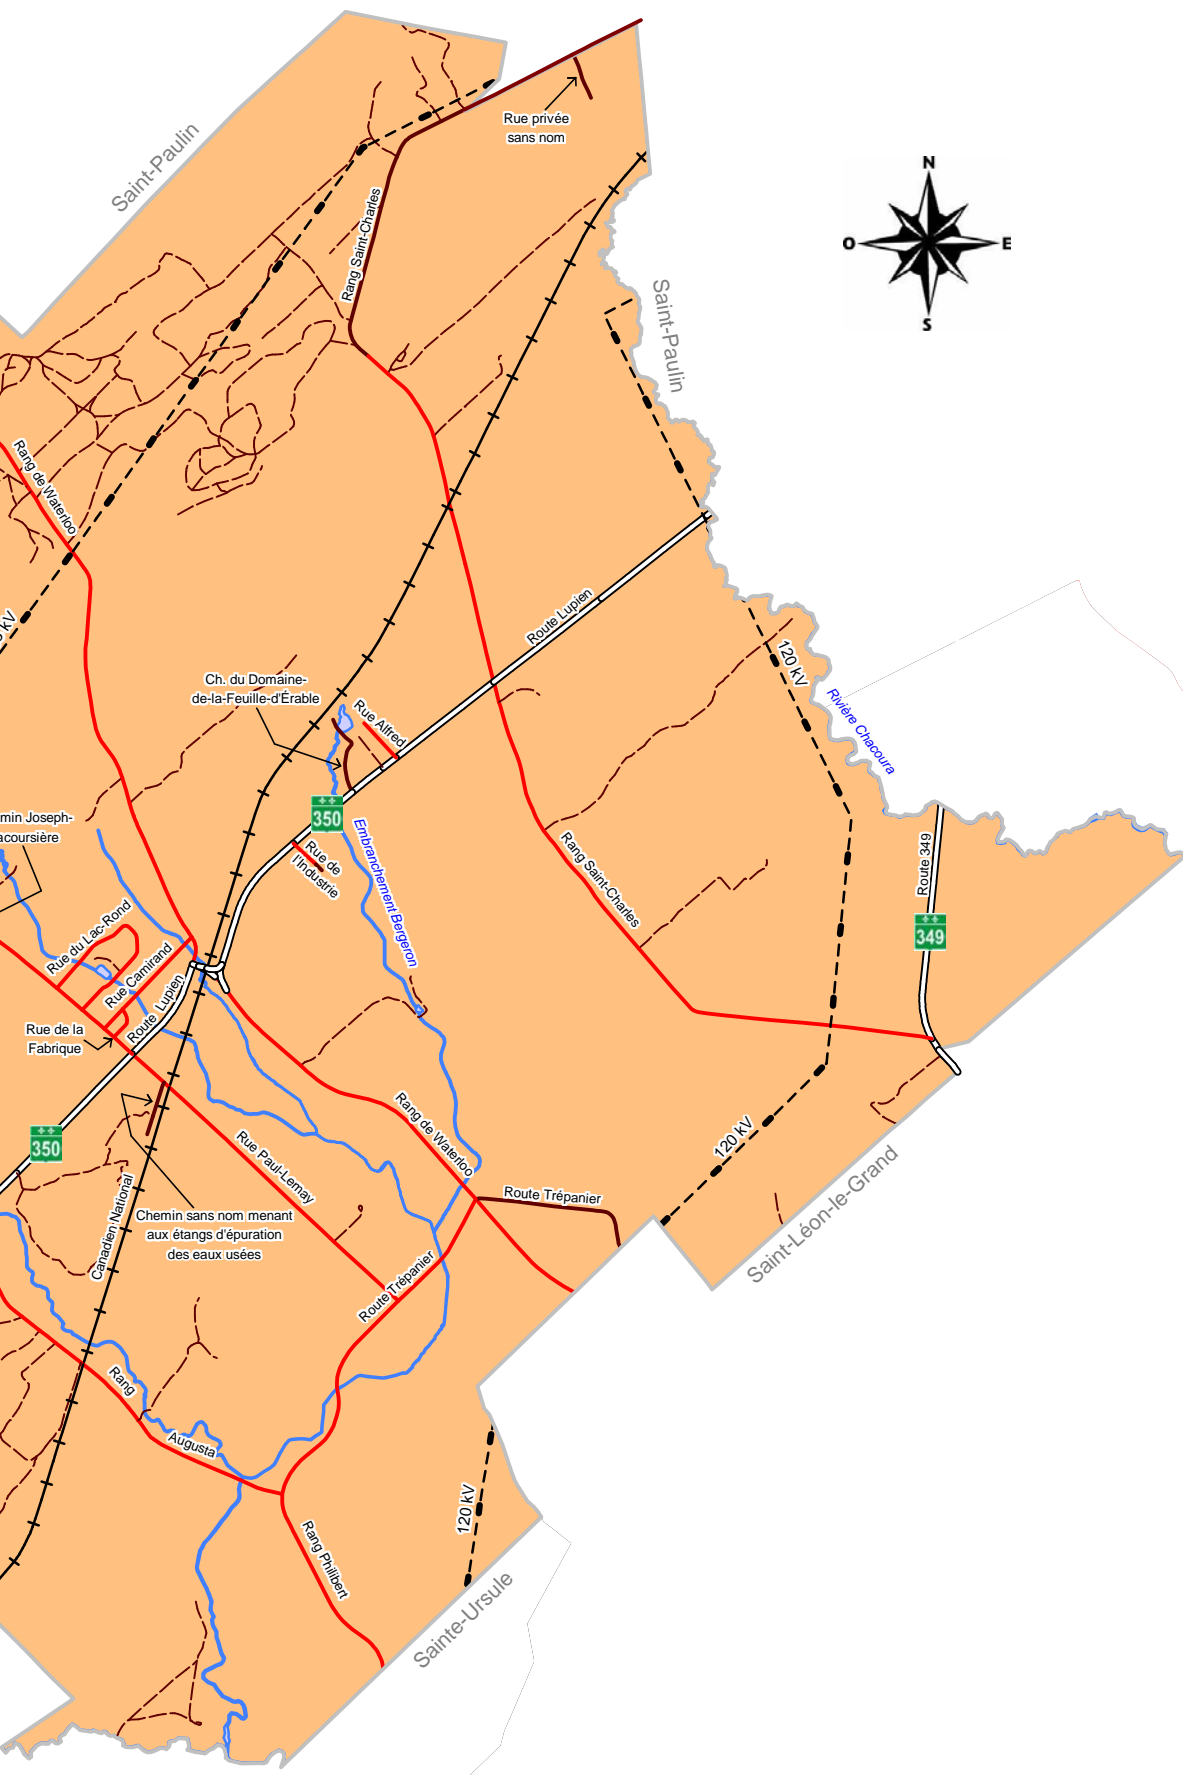 Rue privée
sans nom
Saint-Paulin
N
O
E
S
Rang Saint-Charles
Saint-Paulin
Rang de Waterloo
kV
Route Lupien
120 kV
Ch. du Domaine-
de-la-Feuille-d'Érable
Rue Alfred
Rivière Chacoura
350
min Joseph-
acoursière
Embranchement Bergeron
Rue de
l'Industrie
Rang Saint-Charles
Route 349
349
Rue du Lac-Rond
Rue Camirand
Route Lupien
Rue de la
Fabrique
Rang de Waterloo
350
Rue Paul-Lemay
120 kV
Route Trépanier
Canadien National
Chemin sans nom menant
aux étangs d'épuration
des eaux usées
Saint-Léon-le-Grand
Route Trépanier
Rang
Augusta
120 kV
Rang Philibert
Sainte-Ursule